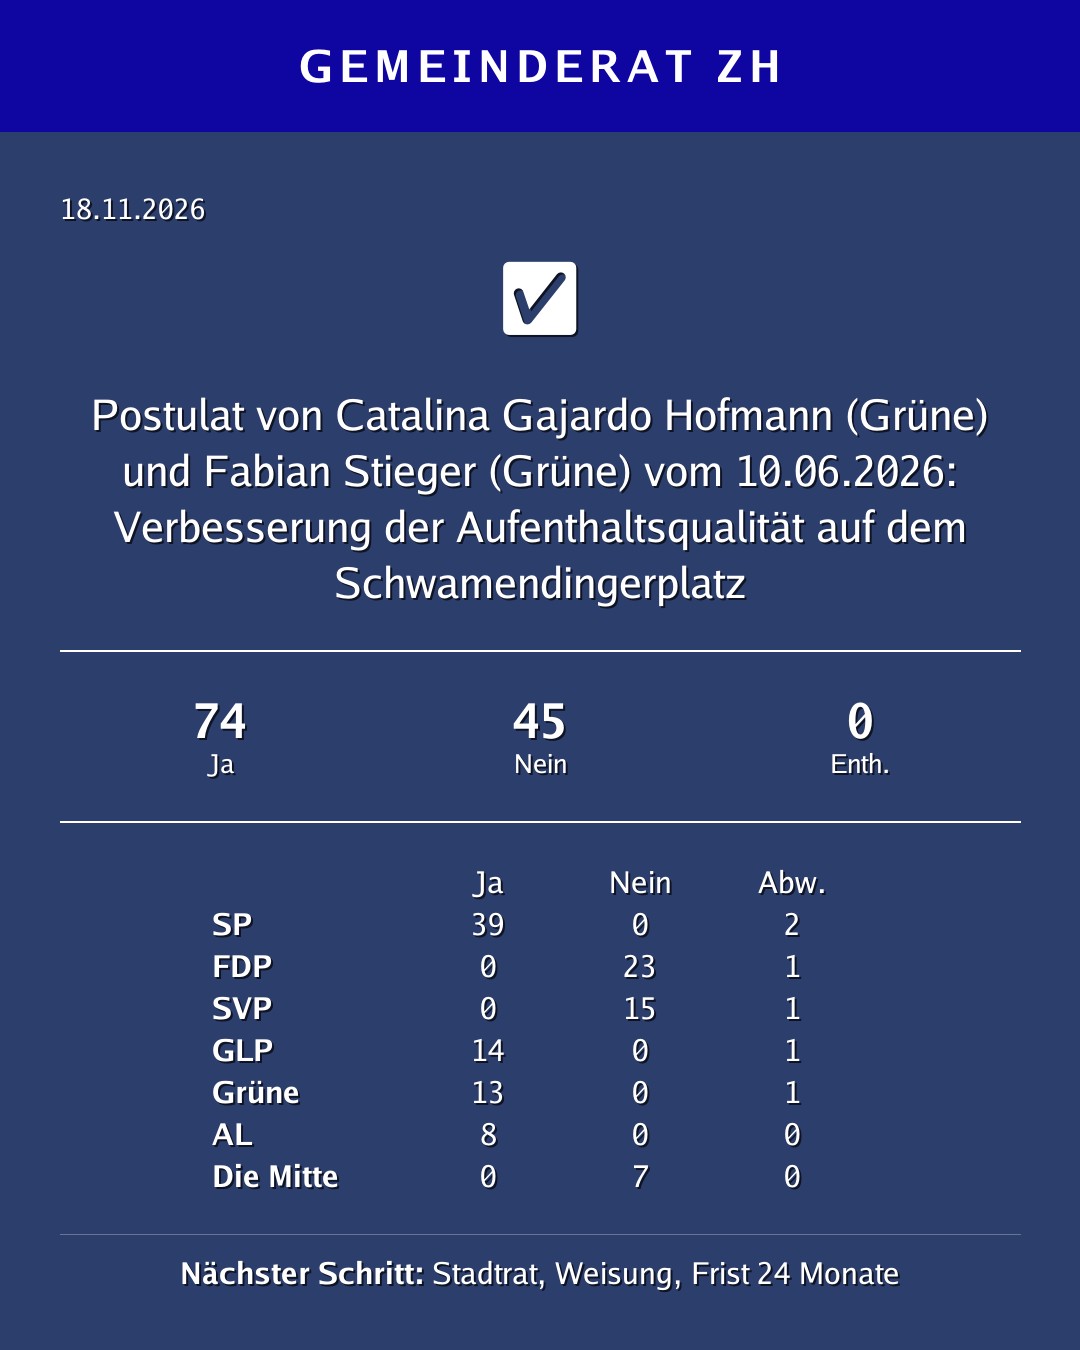 GEMEINDERAT ZH
18.11.2026
Postulat von Catalina Gajardo Hofmann (Grüne)
und Fabian Stieger (Grüne) vom 10.06.2026:
Verbesserung der Aufenthaltsqualität auf dem
Schwamendingerplatz
74 45 0
Ja Nein Enth.
Ja Nein Abw.
SP 39 0 2
FDP 0 23 1
SVP 0 15 1
GLP 14 0 1
Grüne 13 0 1
AL 8 0 0
Die Mitte 0 7 0
Nächster Schritt: Stadtrat, Weisung, Frist 24 Monate